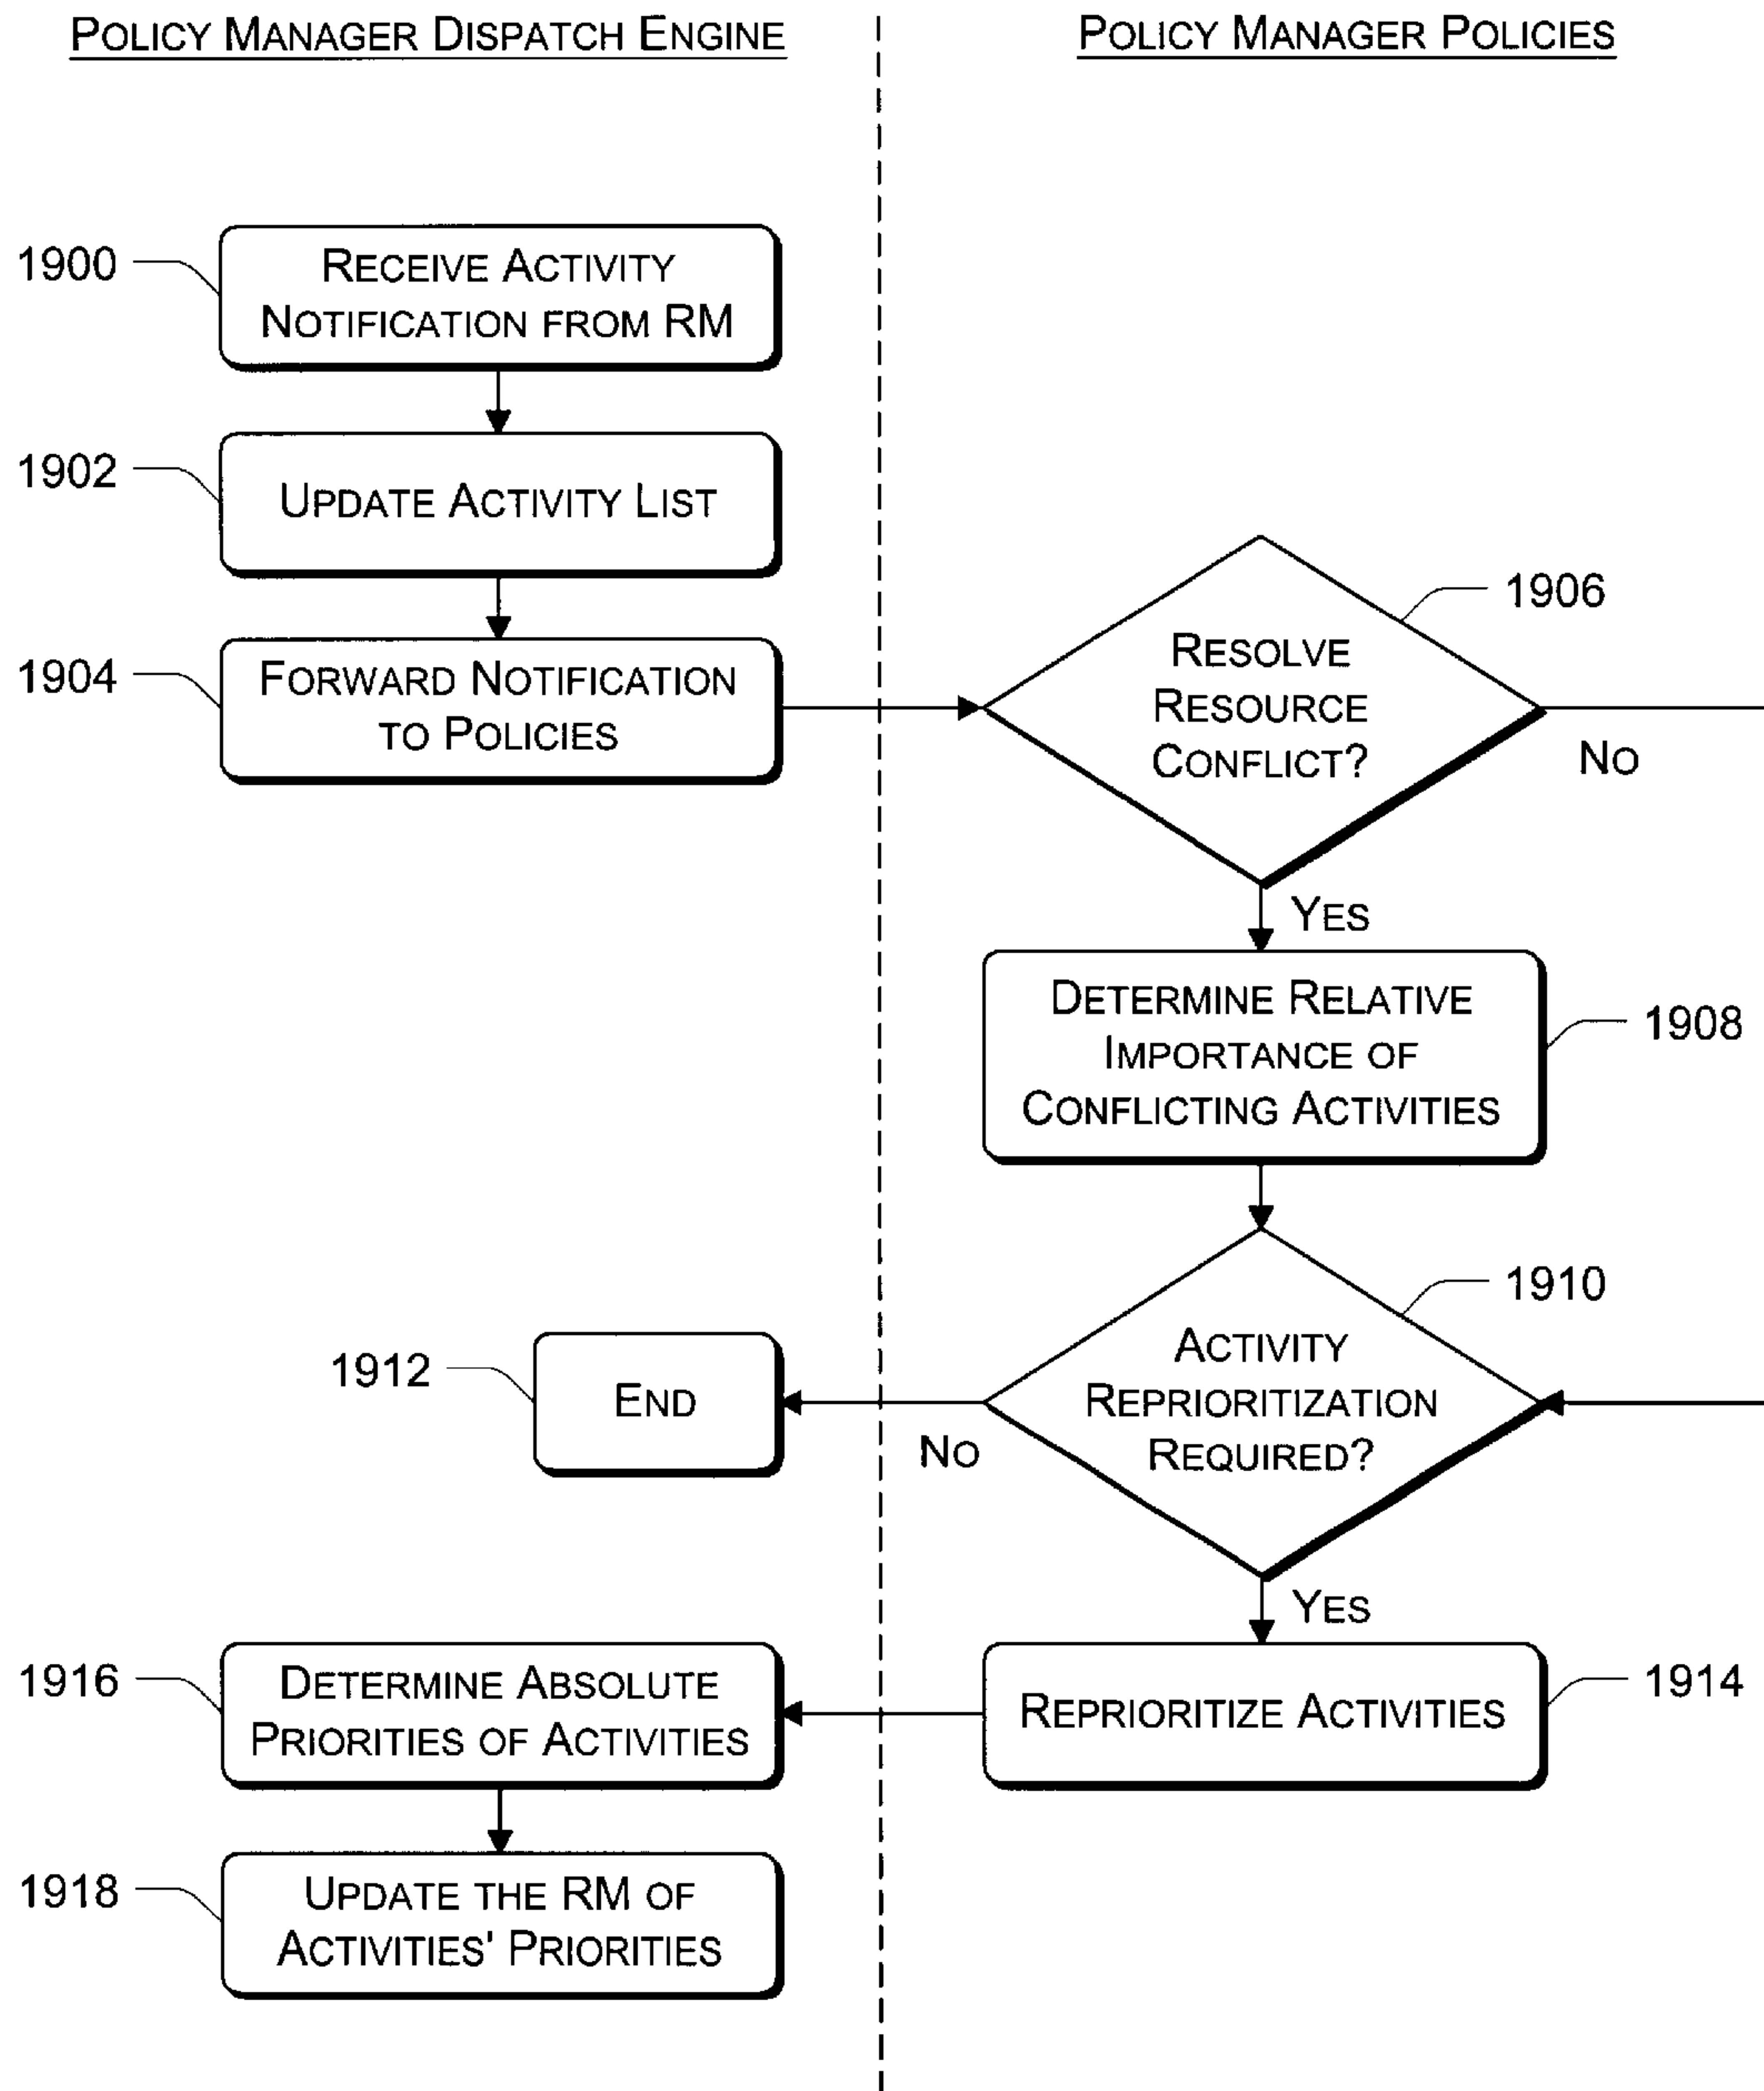 POLICY MANAGER DISPATCH ENGINE
POLICY MANAGER POLICIES
1900
RECEIVE ACTIVITY
NOTIFICATION FROM RM
1902
UPDATE ACTIVITY LIST
1904
FORWARD NOTIFICATION
TO POLICIES
1906
RESOLVE
RESOURCE
CONFLICT?
NO
YES
DETERMINE RELATIVE
IMPORTANCE OF
CONFLICTING ACTIVITIES
1908
1910
ACTIVITY
REPRIORITIZATION
REQUIRED?
1912
END
NO
YES
1914
REPRIORITIZE ACTIVITIES
1916
DETERMINE ABSOLUTE
PRIORITIES OF ACTIVITIES
1918
UPDATE THE RM OF
ACTIVITIES' PRIORITIES